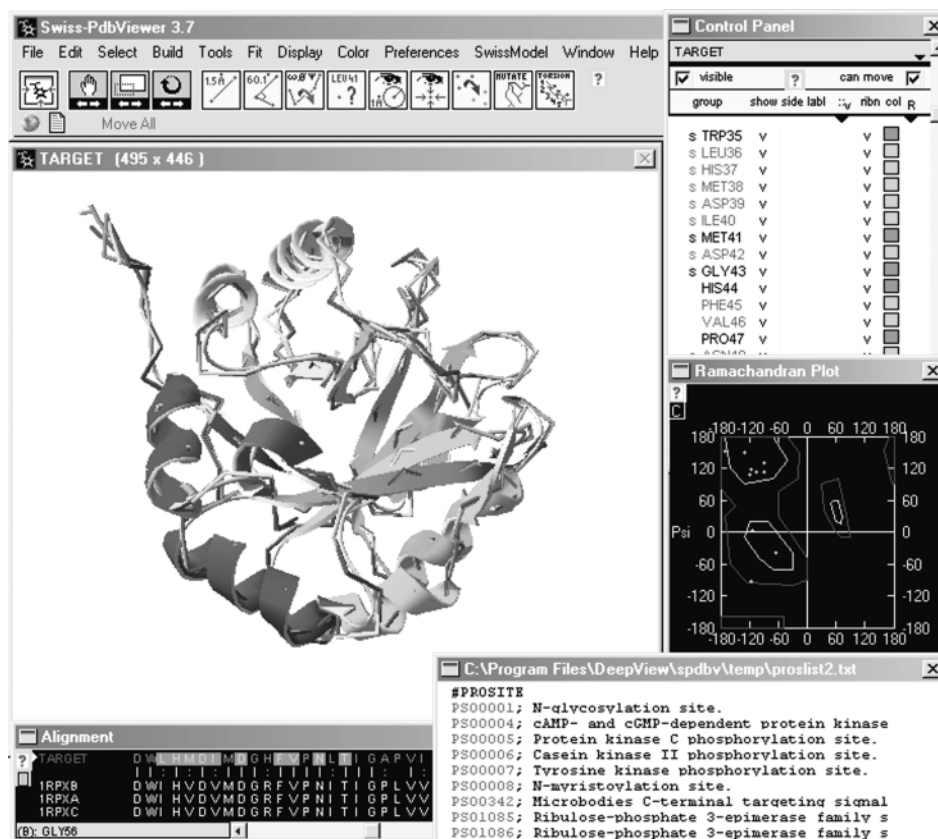 Swiss-PdbViewer 3.7
File Edit Select Build Tools Fit Display Color Preferences SwissModel Window Help
1.5Å 60.1° ω Φ Ψ LEU41 ? 1Å MUTATE TORSION ?
Move All
TARGET (495 x 446 )
Control Panel
TARGET
visible ? can move
group show side labl ::v ribn col R
s TRP35 v v
s LEU36 v v
s HIS37 v v
s MET38 v v
s ASP39 v v
s ILE40 v v
s MET41 v v
s ASP42 v v
s GLY43 v v
HIS44 v v
PHE45 v v
VAL46 v v
PRO47 v v
Ramachandran Plot
?
C
-180 -120 -60 0 60 120 180
180 180
120 120
60 60
Psi 0 0
-60 -60
-120 -120
-180 -180
-180 -120 -60 0 60 120 180
C:\Program Files\DeepView\spdbv\temp\proslist2.txt
#PROSITE
PS00001; N-glycosylation site.
PS00004; cAMP- and cGMP-dependent protein kinase
PS00005; Protein kinase C phosphorylation site.
PS00006; Casein kinase II phosphorylation site.
PS00007; Tyrosine kinase phosphorylation site.
PS00008; N-myristoylation site.
PS00342; Microbodies C-terminal targeting signal
PS01085; Ribulose-phosphate 3-epimerase family s
PS01086; Ribulose-phosphate 3-epimerase family s
Alignment
? TARGET D W L H M D I M D G H F V P N L T I G A P V I
1RPXB D W I H V D V M D G R F V P N I T I G P L V V
1RPXA D W I H V D V M D G R F V P N I T I G P L V V
1RPXC D W I H V D V M D G R F V P N I T I G P L V V
(B): GLY56